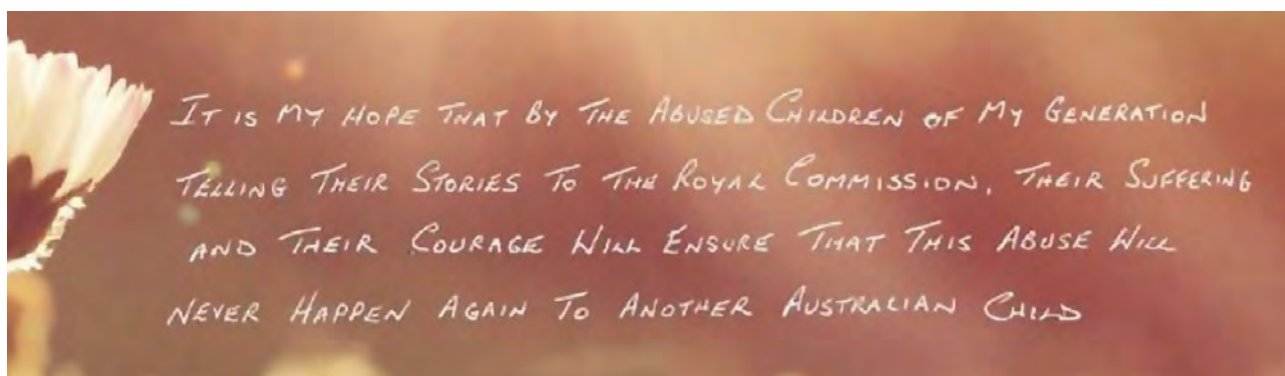 It is my hope that by the Abused Children of My Generation
Telling Their Stories To The Royal Commission, Their Suffering
and Their Courage Will Ensure That This Abuse Will
never Happen Again To Another Australian Child